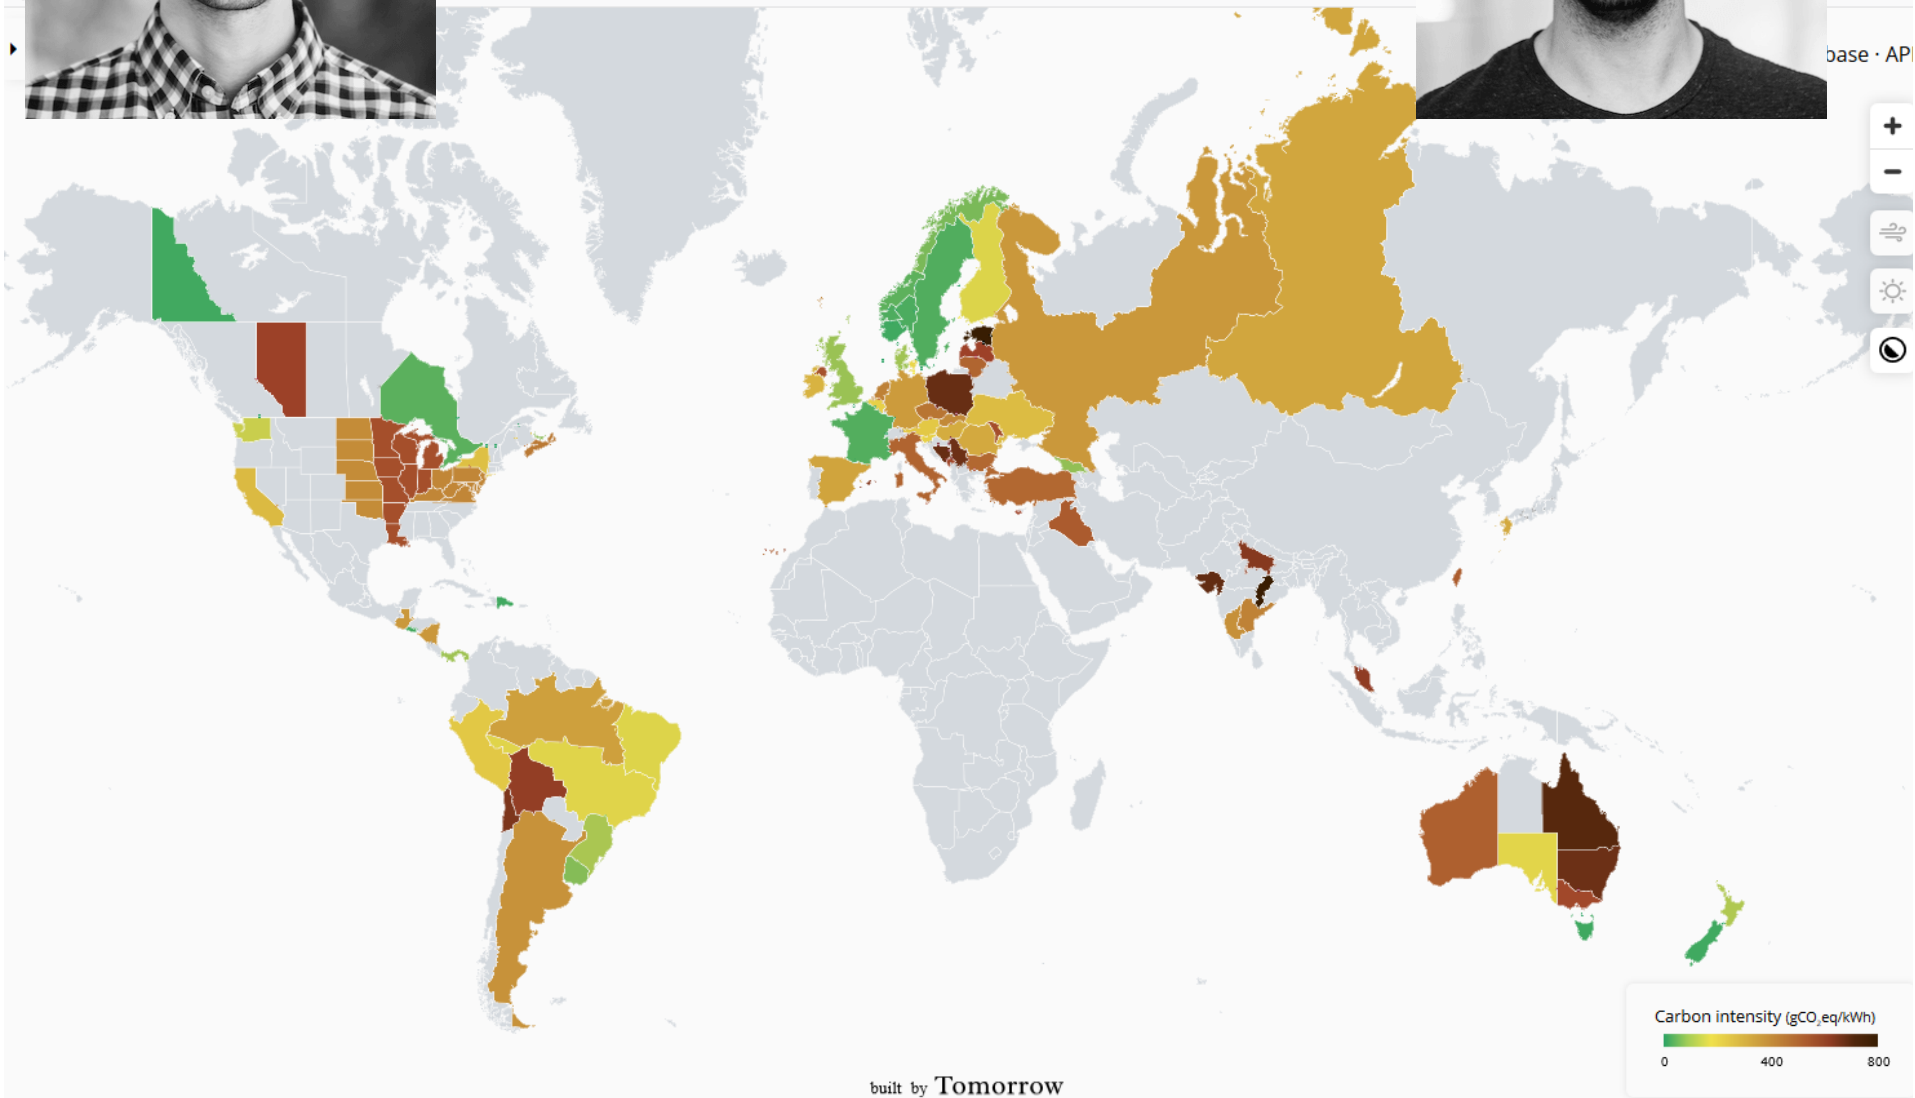 base · API
+
−
Carbon intensity (gCO₂eq/kWh)
0 400 800
built by Tomorrow